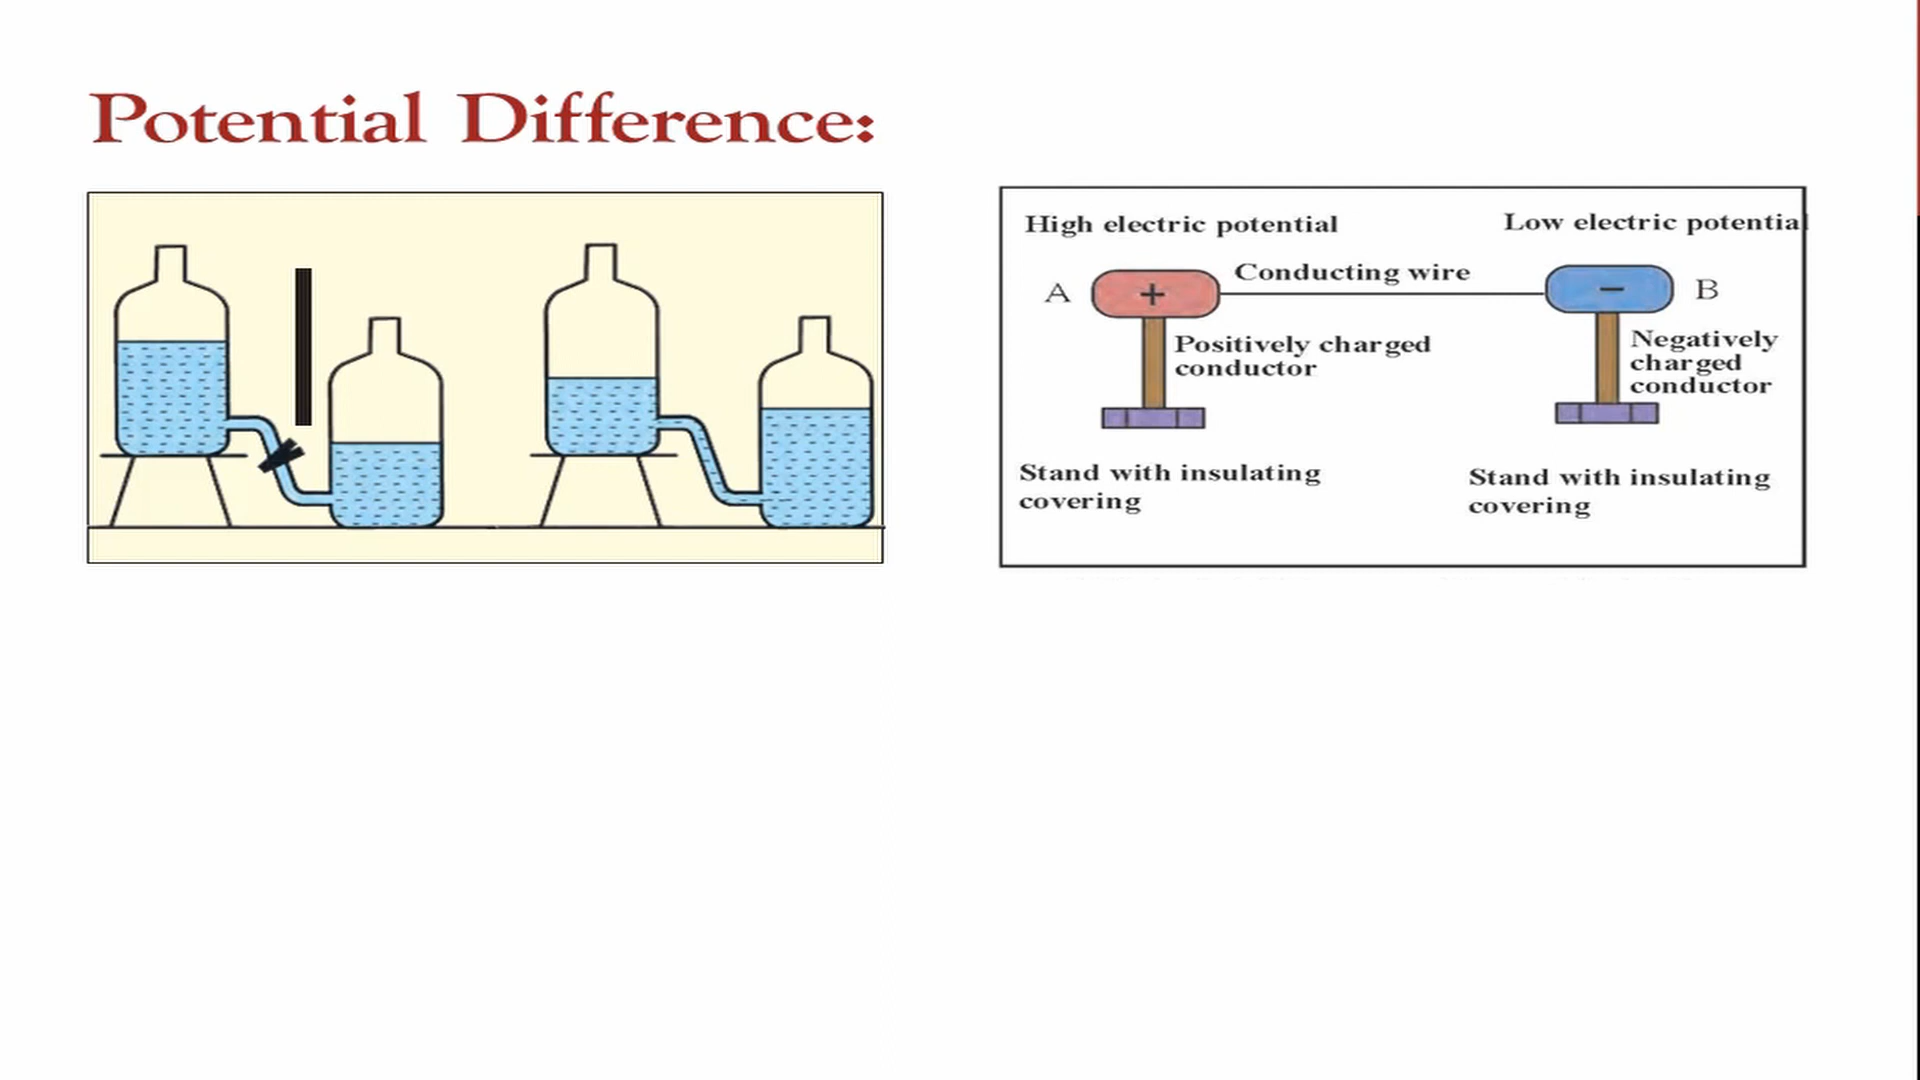 Potential Difference:
High electric potential
Low electric potential
A
+
Conducting wire
−
B
Positively charged
conductor
Negatively
charged
conductor
Stand with insulating
covering
Stand with insulating
covering